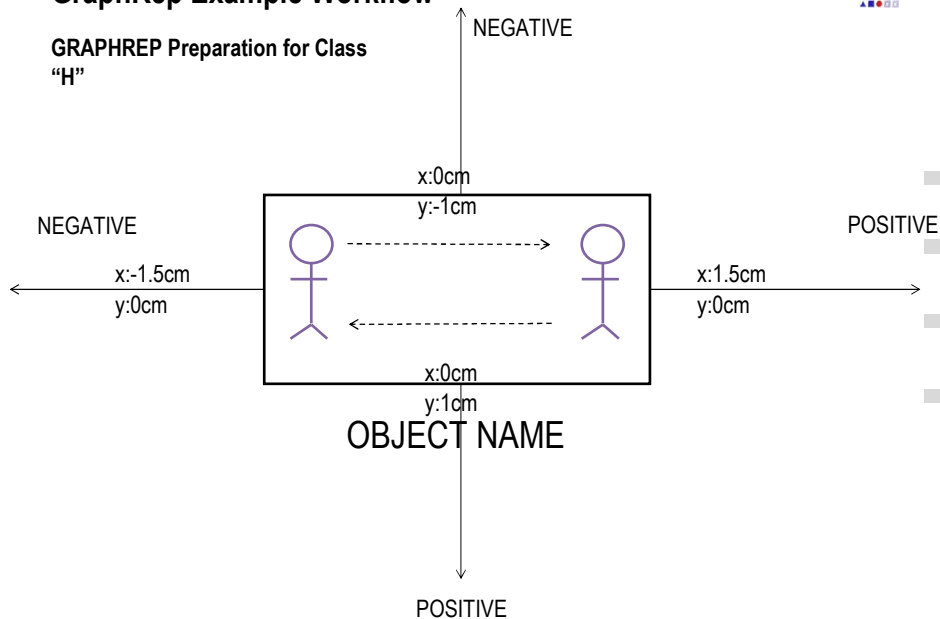 GraphRep Example Workflow
GRAPHREP Preparation for Class
“H”
NEGATIVE
x:0cm
y:-1cm
NEGATIVE
POSITIVE
x:-1.5cm
y:0cm
x:1.5cm
y:0cm
x:0cm
y:1cm
OBJECT NAME
POSITIVE